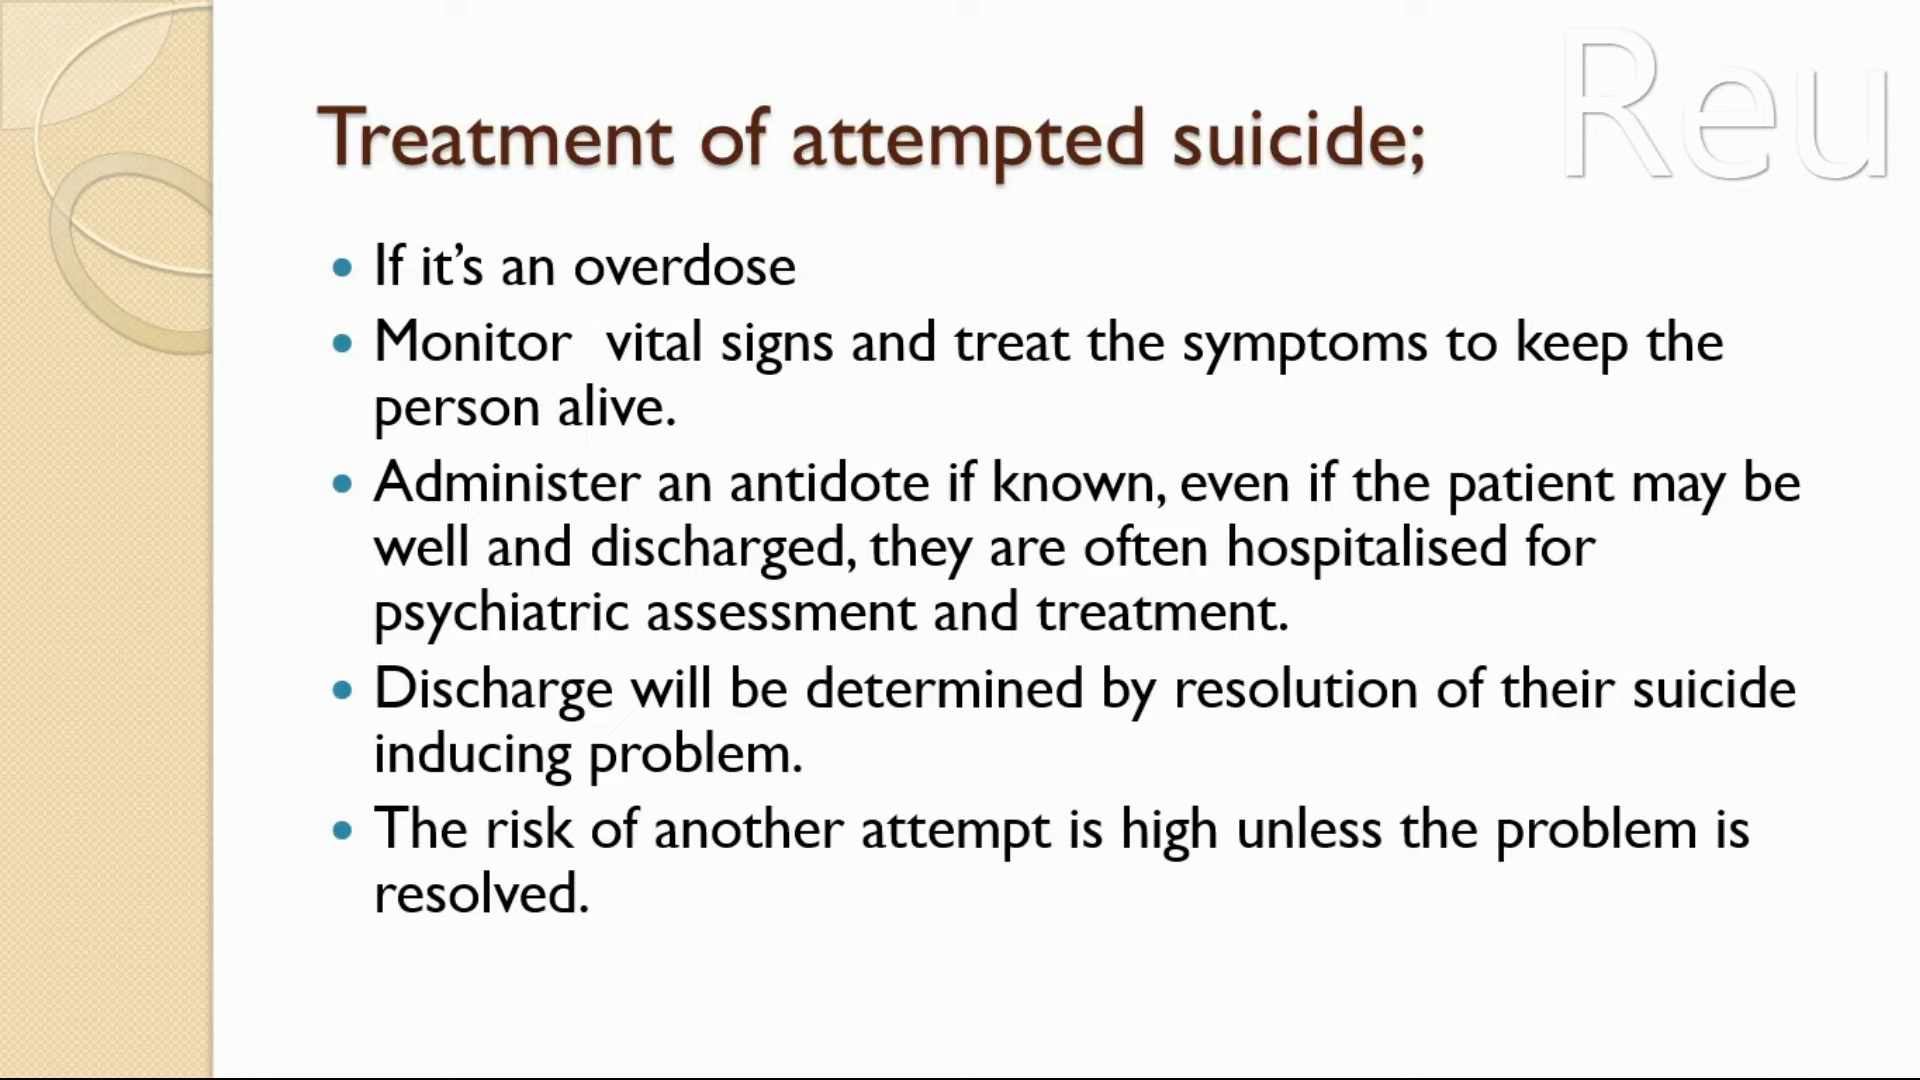 Reu
Treatment of attempted suicide;
• If it’s an overdose
• Monitor  vital signs and treat the symptoms to keep the
person alive.
• Administer an antidote if known, even if the patient may be
well and discharged, they are often hospitalised for
psychiatric assessment and treatment.
• Discharge will be determined by resolution of their suicide
inducing problem.
• The risk of another attempt is high unless the problem is
resolved.